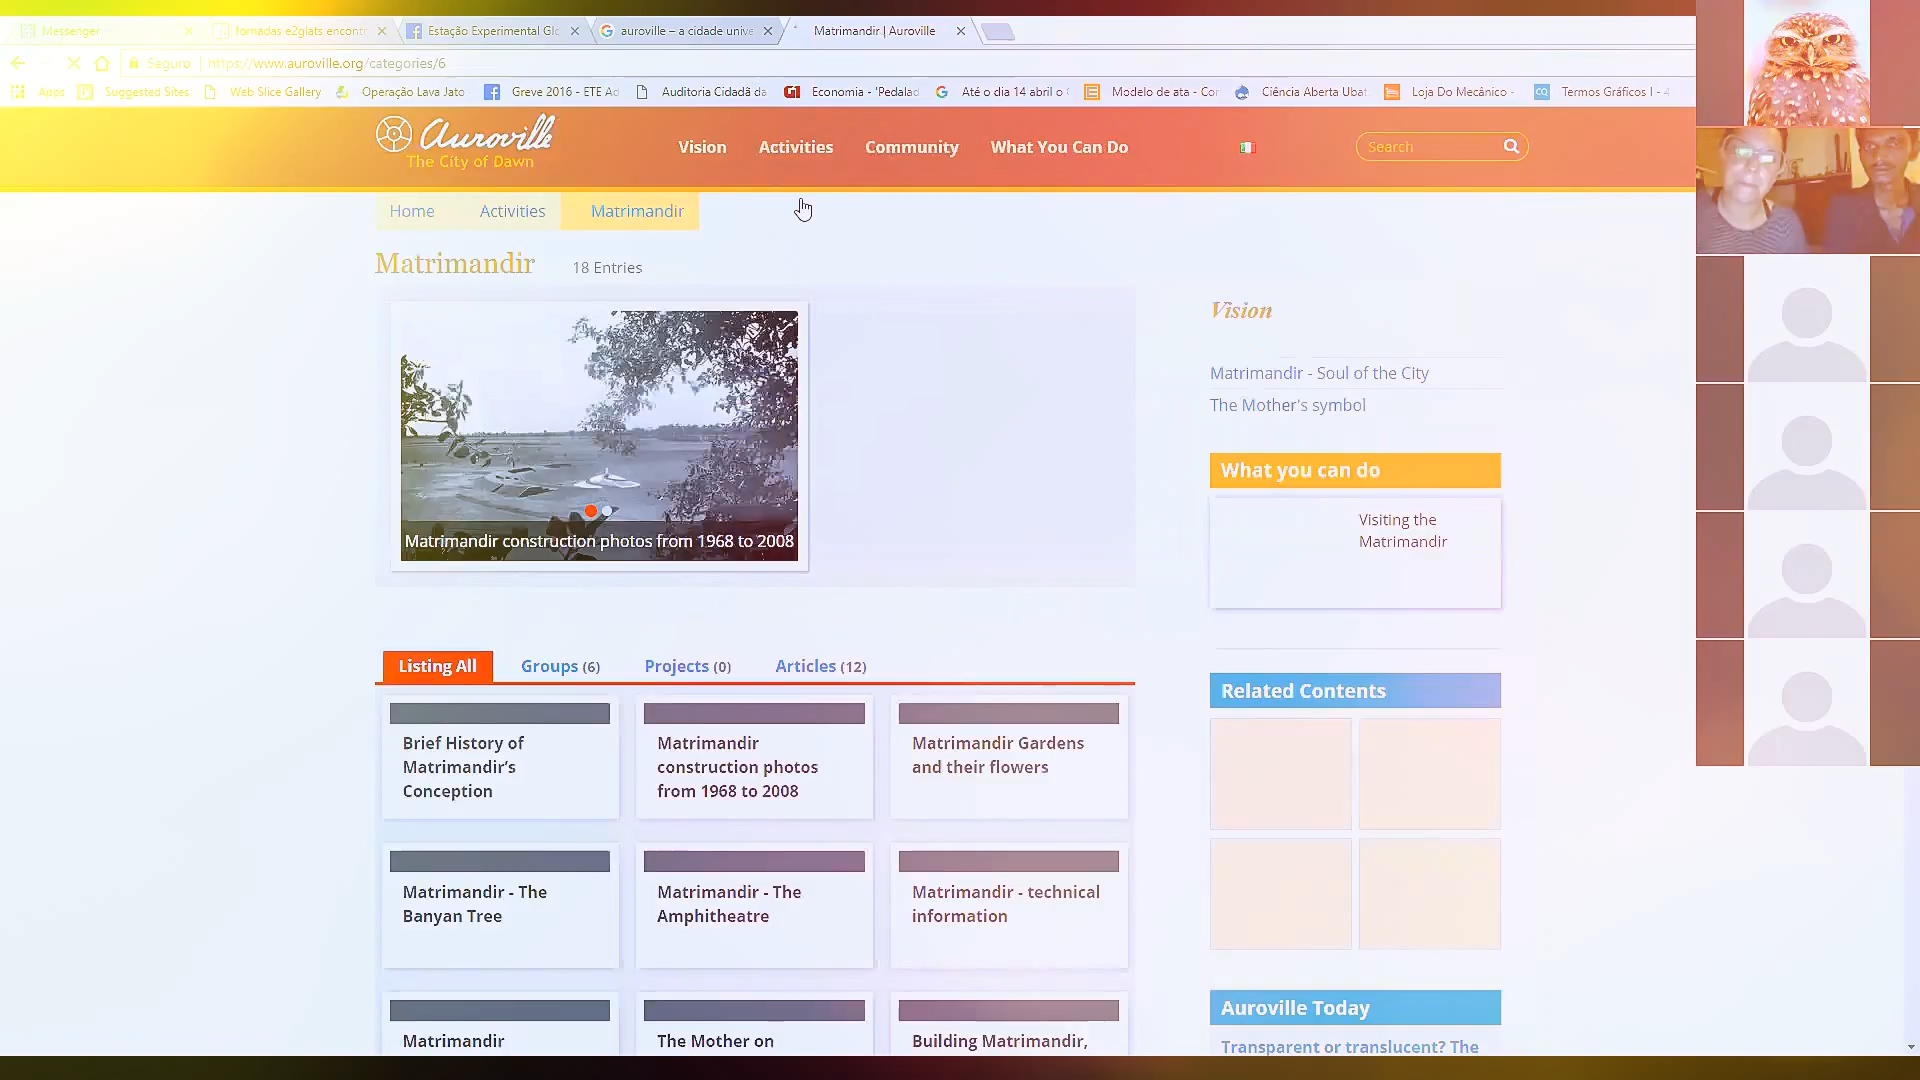 Messenger
Jornadas e2glats encont
Estação Experimental Glo
auroville – a cidade unive
Matrimandir | Auroville
Seguro
https://www.auroville.org/categories/6
Apps
Suggested Sites
Web Slice Gallery
Operação Lava Jato
Greve 2016 - ETE Ad
Auditoria Cidadã da
Economia - 'Pedalad
Até o dia 14 abril o
Modelo de ata - Cor
Ciência Aberta Ubat
Loja Do Mecânico -
Termos Gráficos I - 4
Auroville
The City of Dawn
Vision
Activities
Community
What You Can Do
Search
Home
Activities
Matrimandir
Matrimandir
18 Entries
Matrimandir construction photos from 1968 to 2008
Vision
Matrimandir - Soul of the City
The Mother's symbol
What you can do
Visiting the
Matrimandir
Listing All
Groups (6)
Projects (0)
Articles (12)
Brief History of
Matrimandir's
Conception
Matrimandir
construction photos
from 1968 to 2008
Matrimandir Gardens
and their flowers
Matrimandir - The
Banyan Tree
Matrimandir - The
Amphitheatre
Matrimandir - technical
information
Matrimandir
The Mother on
Building Matrimandir,
Related Contents
Auroville Today
Transparent or translucent? The